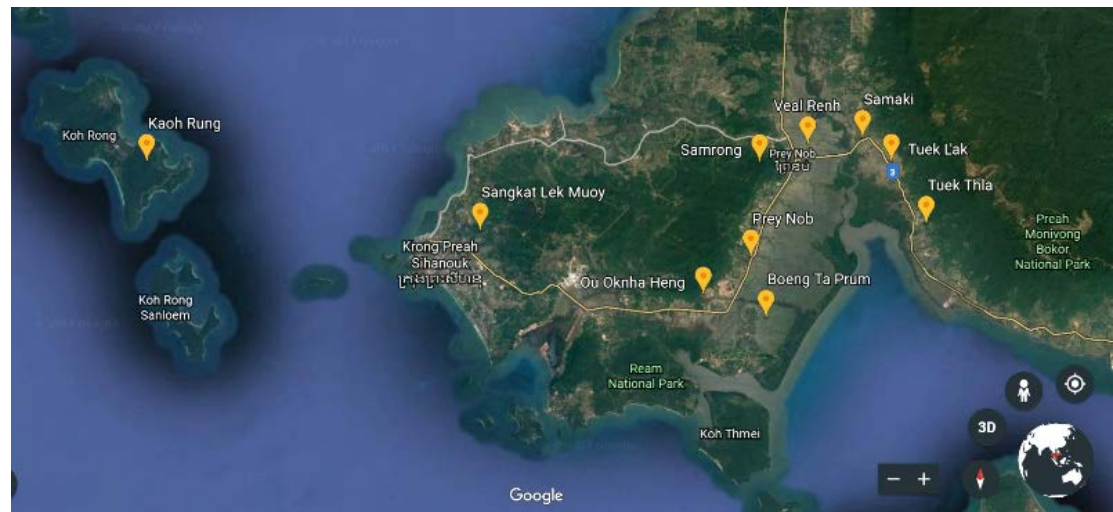 Koh Rong
Kaoh Rung
Koh Rong
Sanloem
Sangkat Lek Muoy
Krong Preah
Sihanouk
ក្រុងព្រះសីហនុ
Samrong
Veal Renh
Prey Nob
ព្រៃនប់
Samaki
Tuek L'ak
3
Tuek Thla
Prey Nob
Ou Oknha Heng
Boeng Ta Prum
Preah
Monivong
Bokor
National Park
Ream
National Park
Koh Thmei
Google
3D